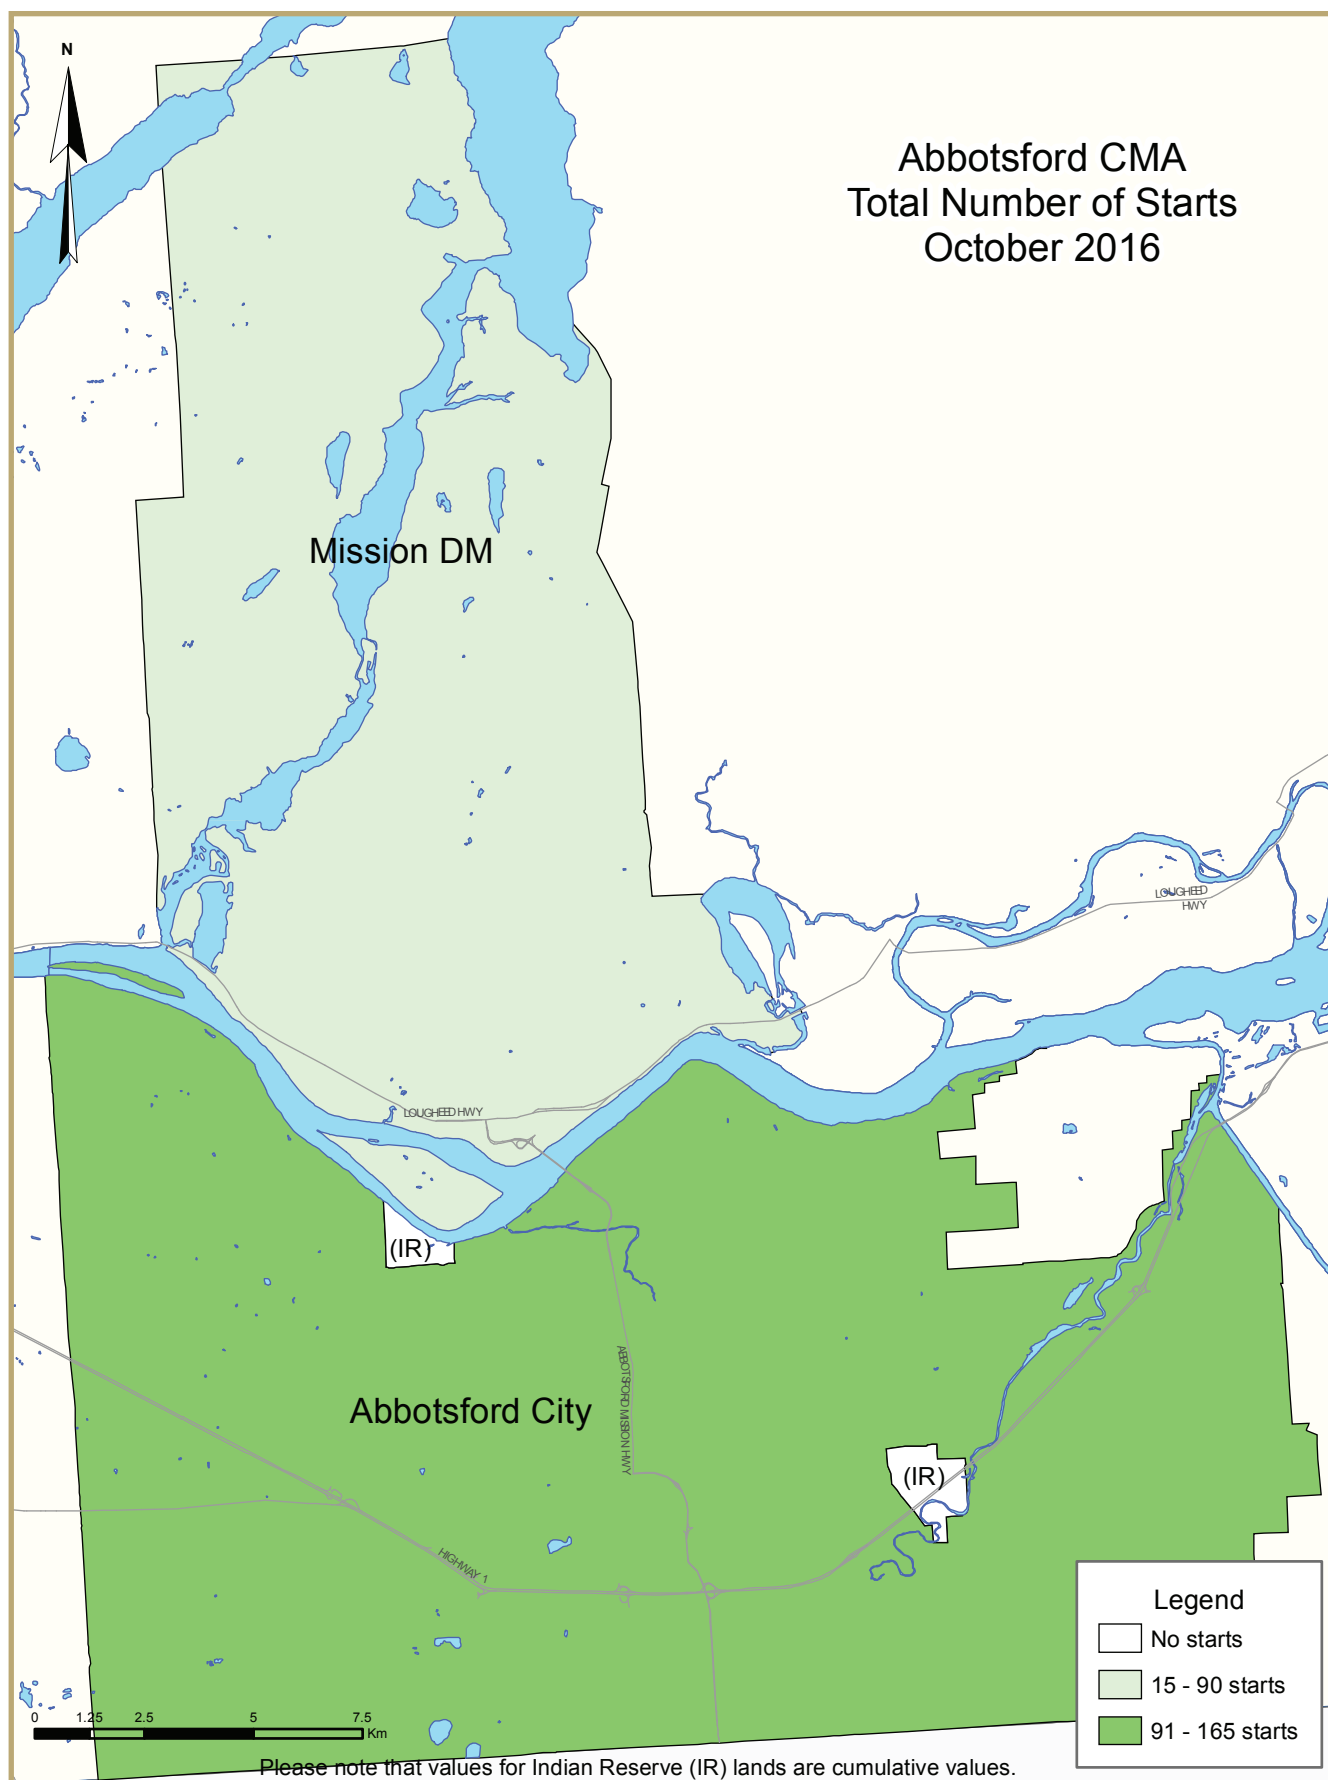 N
Abbotsford CMA
Total Number of Starts
October 2016
Mission DM
LOUGHEED
HWY
LOUGHEED HWY
(IR)
ABBOTSFORD MISSION HWY
Abbotsford City
(IR)
HIGHWAY 1
Legend
No starts
15 - 90 starts
91 - 165 starts
0 1.25 2.5 5 7.5
Km
Please note that values for Indian Reserve (IR) lands are cumulative values.